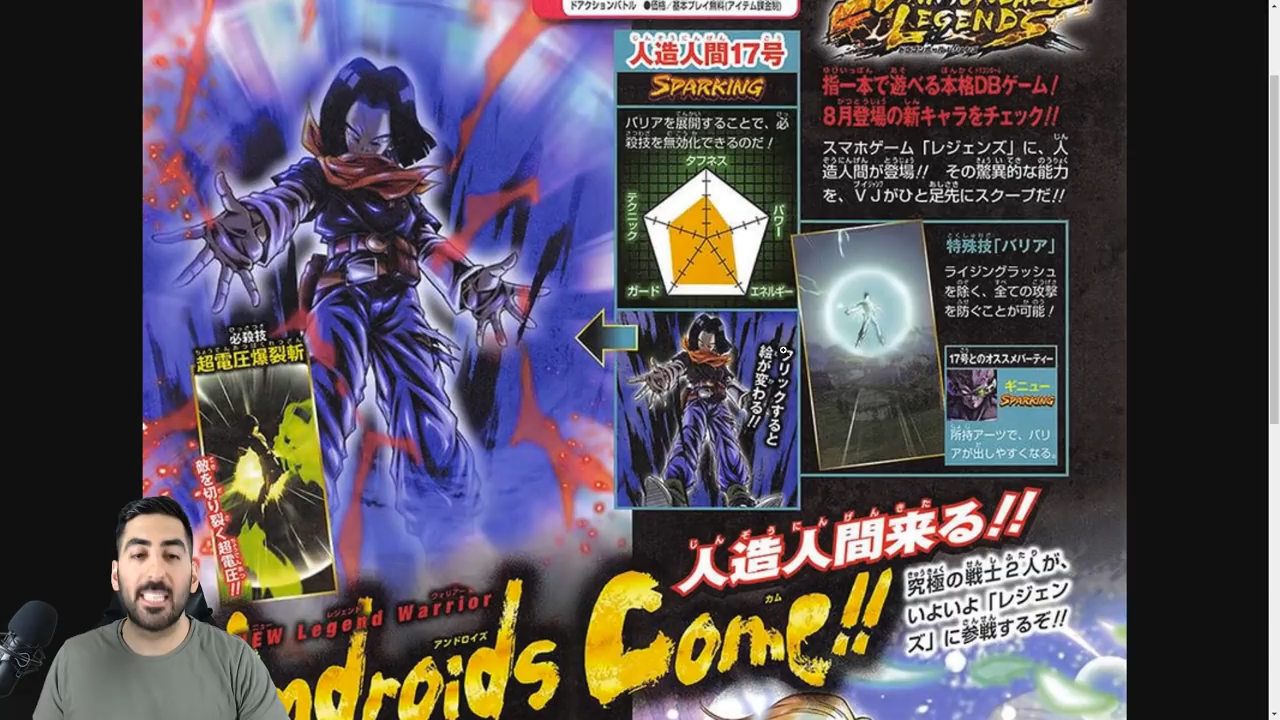 ドアクションバトル ●価格／基本プレイ無料(アイテム課金制)
LEGENDS
ドラゴンボールレジェンズ
人造人間17号
SPARKING
バリアを展開することで、必
殺技を無効化できるのだ！
タフネス
パワー
エネルギー
ガード
テクニック
フリックすると
絵が変わる!!
指一本で遊べる本格DBゲーム！
8月登場の新キャラをチェック!!
スマホゲーム「レジェンズ」に、人
造人間が登場!! その驚異的な能力
を、VJがひと足先にスクープだ!!
特殊技「バリア」
ライジングラッシュ
を除く、全ての攻撃
を防ぐことが可能！
17号とのオススメパーティー
ギニュー
SPARKING
所持アーツで、バリ
アが出しやすくなる。
必殺技
超電圧爆裂斬
敵を切り裂く超電圧!!
人造人間来る!!
究極の戦士2人が、
いよいよ「レジェン
ズ」に参戦するぞ!!
NEW Legend Warrior
Androids Come!!